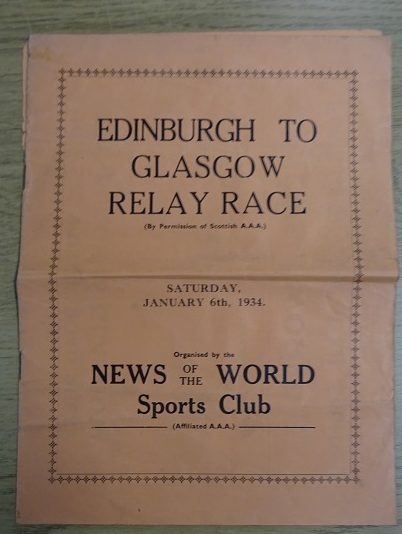 EDINBURGH TO
GLASGOW
RELAY RACE
(By Permission of Scottish A.A.A.)
SATURDAY,
JANUARY 6th, 1934.
Organised by the
NEWS OF THE WORLD
Sports Club
(Affiliated A.A.A.)